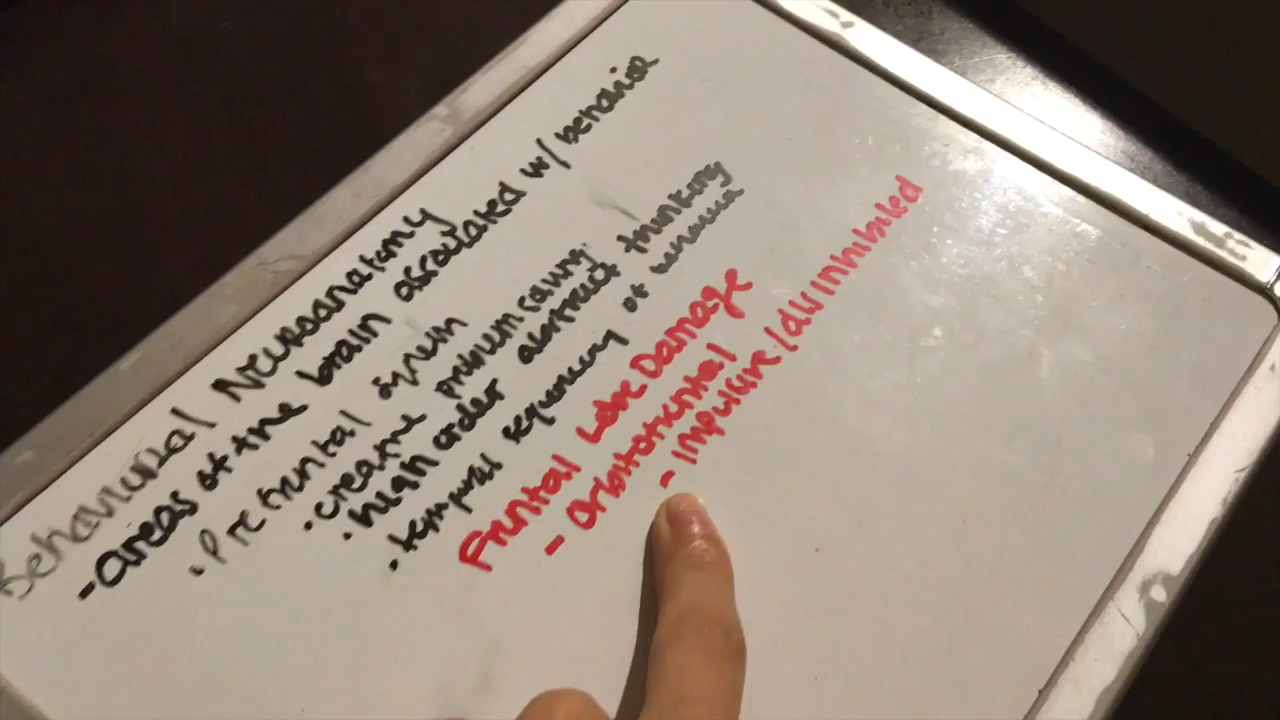 Behavioral Neuroanatomy
- areas of the brain associated w/ behavior
• Prefrontal system
• creative problem solving
• high order abstract thinking
• temporal sequencing of behavior
Frontal Lobe Damage
- Orbitofrontal
- Impulsive / disinhibited